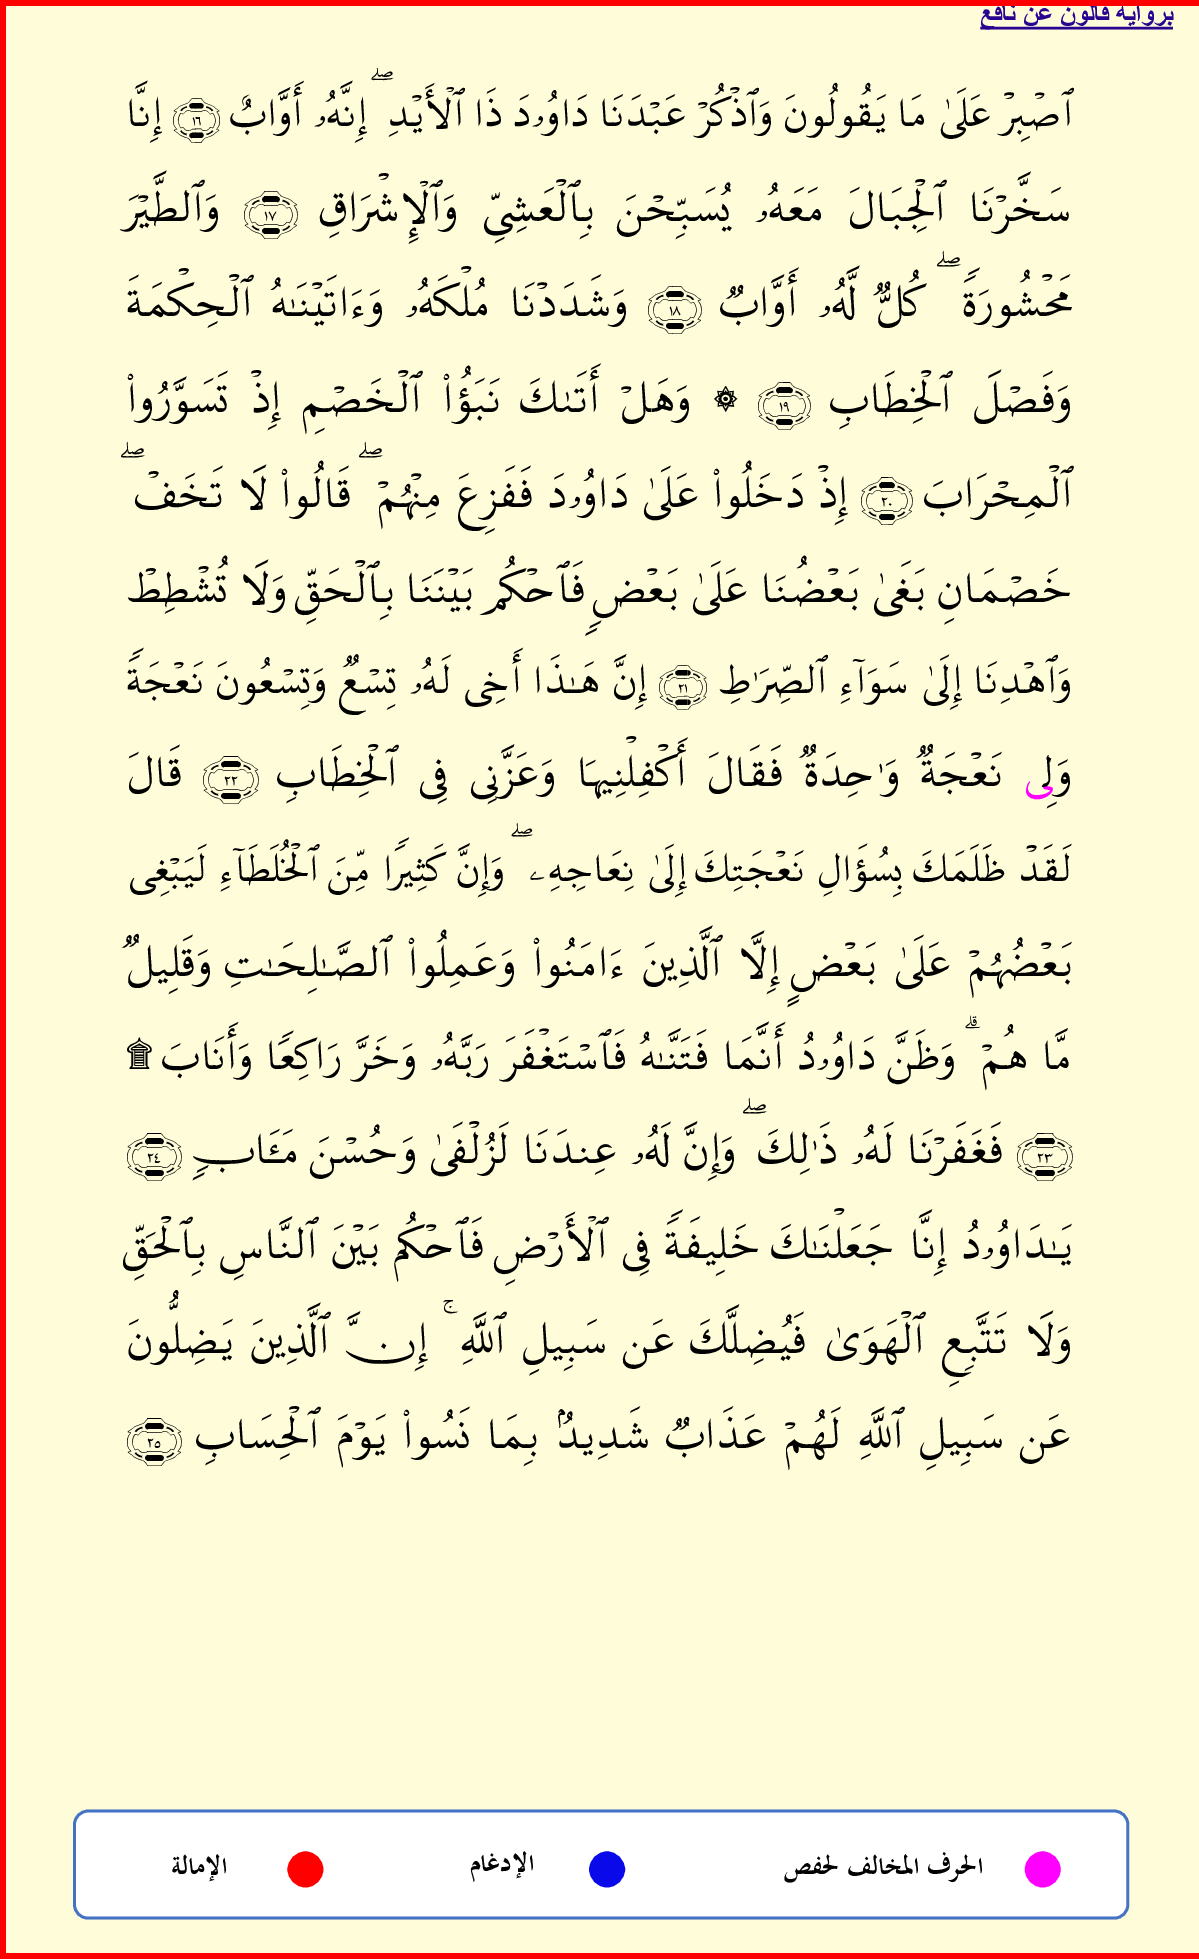 برواية قالون عن نافع
ٱصۡبِرۡ عَلَىٰ مَا يَقُولُونَ وَٱذۡكُرۡ عَبۡدَنَا دَاوُۥدَ ذَا ٱلۡأَيۡدِۖ إِنَّهُۥٓ أَوَّابٌ ١٦ إِنَّا
سَخَّرۡنَا ٱلۡجِبَالَ مَعَهُۥ يُسَبِّحۡنَ بِٱلۡعَشِيِّ وَٱلۡإِشۡرَاقِ ١٧ وَٱلطَّيۡرَ
مَحۡشُورَةٗۖ كُلّٞ لَّهُۥٓ أَوَّابٞ ١٨ وَشَدَدۡنَا مُلۡكَهُۥ وَءَاتَيۡنَٰهُ ٱلۡحِكۡمَةَ
وَفَصۡلَ ٱلۡخِطَابِ ١٩ ۞ وَهَلۡ أَتَىٰكَ نَبَؤُاْ ٱلۡخَصۡمِ إِذۡ تَسَوَّرُواْ
ٱلۡمِحۡرَابَ ٢٠ إِذۡ دَخَلُواْ عَلَىٰ دَاوُۥدَ فَفَزِعَ مِنۡهُمۡۖ قَالُواْ لَا تَخَفۡۖ
خَصۡمَانِ بَغَىٰ بَعۡضُنَا عَلَىٰ بَعۡضٖ فَٱحۡكُم بَيۡنَنَا بِٱلۡحَقِّ وَلَا تُشۡطِطۡ
وَٱهۡدِنَا إِلَىٰ سَوَآءِ ٱلصِّرَٰطِ ٢١ إِنَّ هَٰذَا أَخِي لَهُۥ تِسۡعٞ وَتِسۡعُونَ نَعۡجَةٗ
وَلِي نَعۡجَةٞ وَٰحِدَةٞ فَقَالَ أَكۡفِلۡنِيهَا وَعَزَّنِي فِي ٱلۡخِطَابِ ٢٢ قَالَ
لَقَدۡ ظَلَمَكَ بِسُؤَالِ نَعۡجَتِكَ إِلَىٰ نِعَاجِهِۦۖ وَإِنَّ كَثِيرٗا مِّنَ ٱلۡخُلَطَآءِ لَيَبۡغِي
بَعۡضُهُمۡ عَلَىٰ بَعۡضٍ إِلَّا ٱلَّذِينَ ءَامَنُواْ وَعَمِلُواْ ٱلصَّٰلِحَٰتِ وَقَلِيلٞ
مَّا هُمۡۗ وَظَنَّ دَاوُۥدُ أَنَّمَا فَتَنَّٰهُ فَٱسۡتَغۡفَرَ رَبَّهُۥ وَخَرَّ رَاكِعٗا وَأَنَابَ۩
٢٣ فَغَفَرۡنَا لَهُۥ ذَٰلِكَۖ وَإِنَّ لَهُۥ عِندَنَا لَزُلۡفَىٰ وَحُسۡنَ مَـَٔابٖ ٢٤
يَٰدَاوُۥدُ إِنَّا جَعَلۡنَٰكَ خَلِيفَةٗ فِي ٱلۡأَرۡضِ فَٱحۡكُم بَيۡنَ ٱلنَّاسِ بِٱلۡحَقِّ
وَلَا تَتَّبِعِ ٱلۡهَوَىٰ فَيُضِلَّكَ عَن سَبِيلِ ٱللَّهِۚ إِنَّ ٱلَّذِينَ يَضِلُّونَ
عَن سَبِيلِ ٱللَّهِ لَهُمۡ عَذَابٞ شَدِيدُۢ بِمَا نَسُواْ يَوۡمَ ٱلۡحِسَابِ ٢٥
الحرف المخالف لحفص الإدغام الإمالة